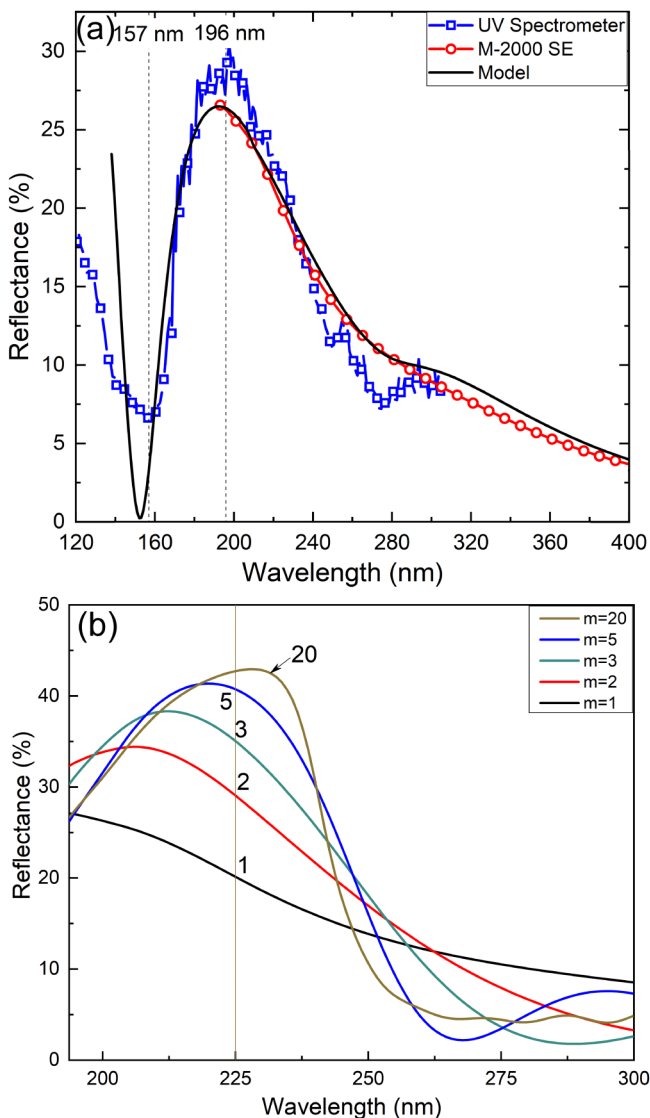 (a)
157 nm 196 nm
UV Spectrometer
M-2000 SE
Model
30
25
20
15
10
5
0
Reflectance (%)
120 160 200 240 280 320 360 400
Wavelength (nm)
(b)
m=20
m=5
m=3
m=2
m=1
20
5
3
2
1
50
40
30
20
10
0
Reflectance (%)
200 225 250 275 300
Wavelength (nm)